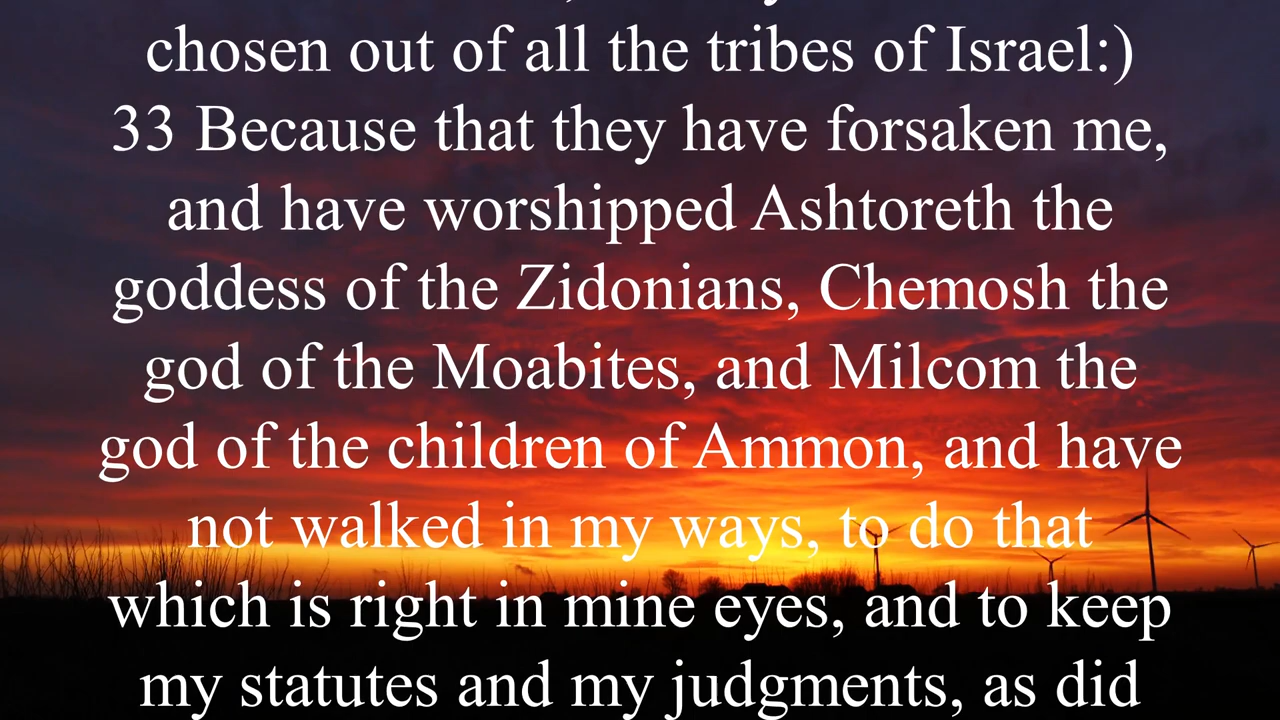 chosen out of all the tribes of Israel:)
33 Because that they have forsaken me,
and have worshipped Ashtoreth the
goddess of the Zidonians, Chemosh the
god of the Moabites, and Milcom the
god of the children of Ammon, and have
not walked in my ways, to do that
which is right in mine eyes, and to keep
my statutes and my judgments, as did